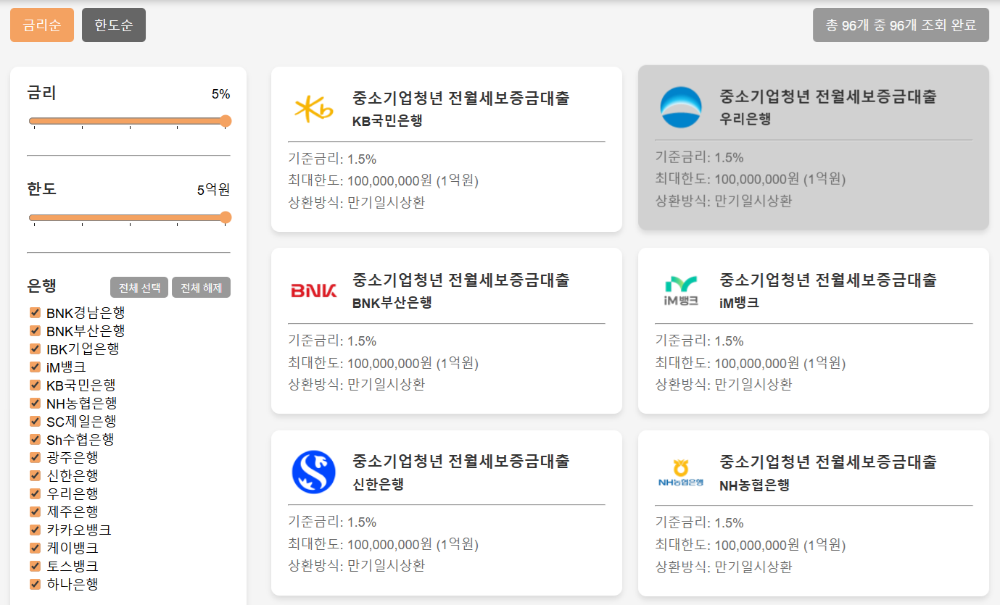 금리순 한도순 총 96개 중 96개 조회 완료
금리 5%
한도 5억원
은행 전체 선택 전체 해제
BNK경남은행
BNK부산은행
IBK기업은행
iM뱅크
KB국민은행
NH농협은행
SC제일은행
Sh수협은행
광주은행
신한은행
우리은행
제주은행
카카오뱅크
케이뱅크
토스뱅크
하나은행
Kb
중소기업청년 전월세보증금대출
KB국민은행
기준금리: 1.5%
최대한도: 100,000,000원 (1억원)
상환방식: 만기일시상환
중소기업청년 전월세보증금대출
우리은행
기준금리: 1.5%
최대한도: 100,000,000원 (1억원)
상환방식: 만기일시상환
BNK
중소기업청년 전월세보증금대출
BNK부산은행
기준금리: 1.5%
최대한도: 100,000,000원 (1억원)
상환방식: 만기일시상환
iM뱅크
중소기업청년 전월세보증금대출
iM뱅크
기준금리: 1.5%
최대한도: 100,000,000원 (1억원)
상환방식: 만기일시상환
중소기업청년 전월세보증금대출
신한은행
기준금리: 1.5%
최대한도: 100,000,000원 (1억원)
상환방식: 만기일시상환
NH농협은행
중소기업청년 전월세보증금대출
NH농협은행
기준금리: 1.5%
최대한도: 100,000,000원 (1억원)
상환방식: 만기일시상환